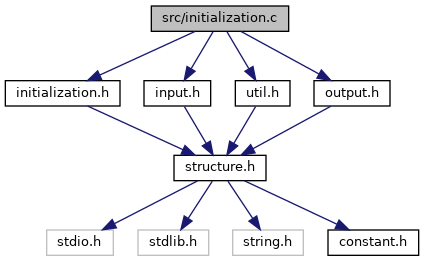 src/initialization.c
initialization.h
input.h
util.h
output.h
structure.h
stdio.h
stdlib.h
string.h
constant.h